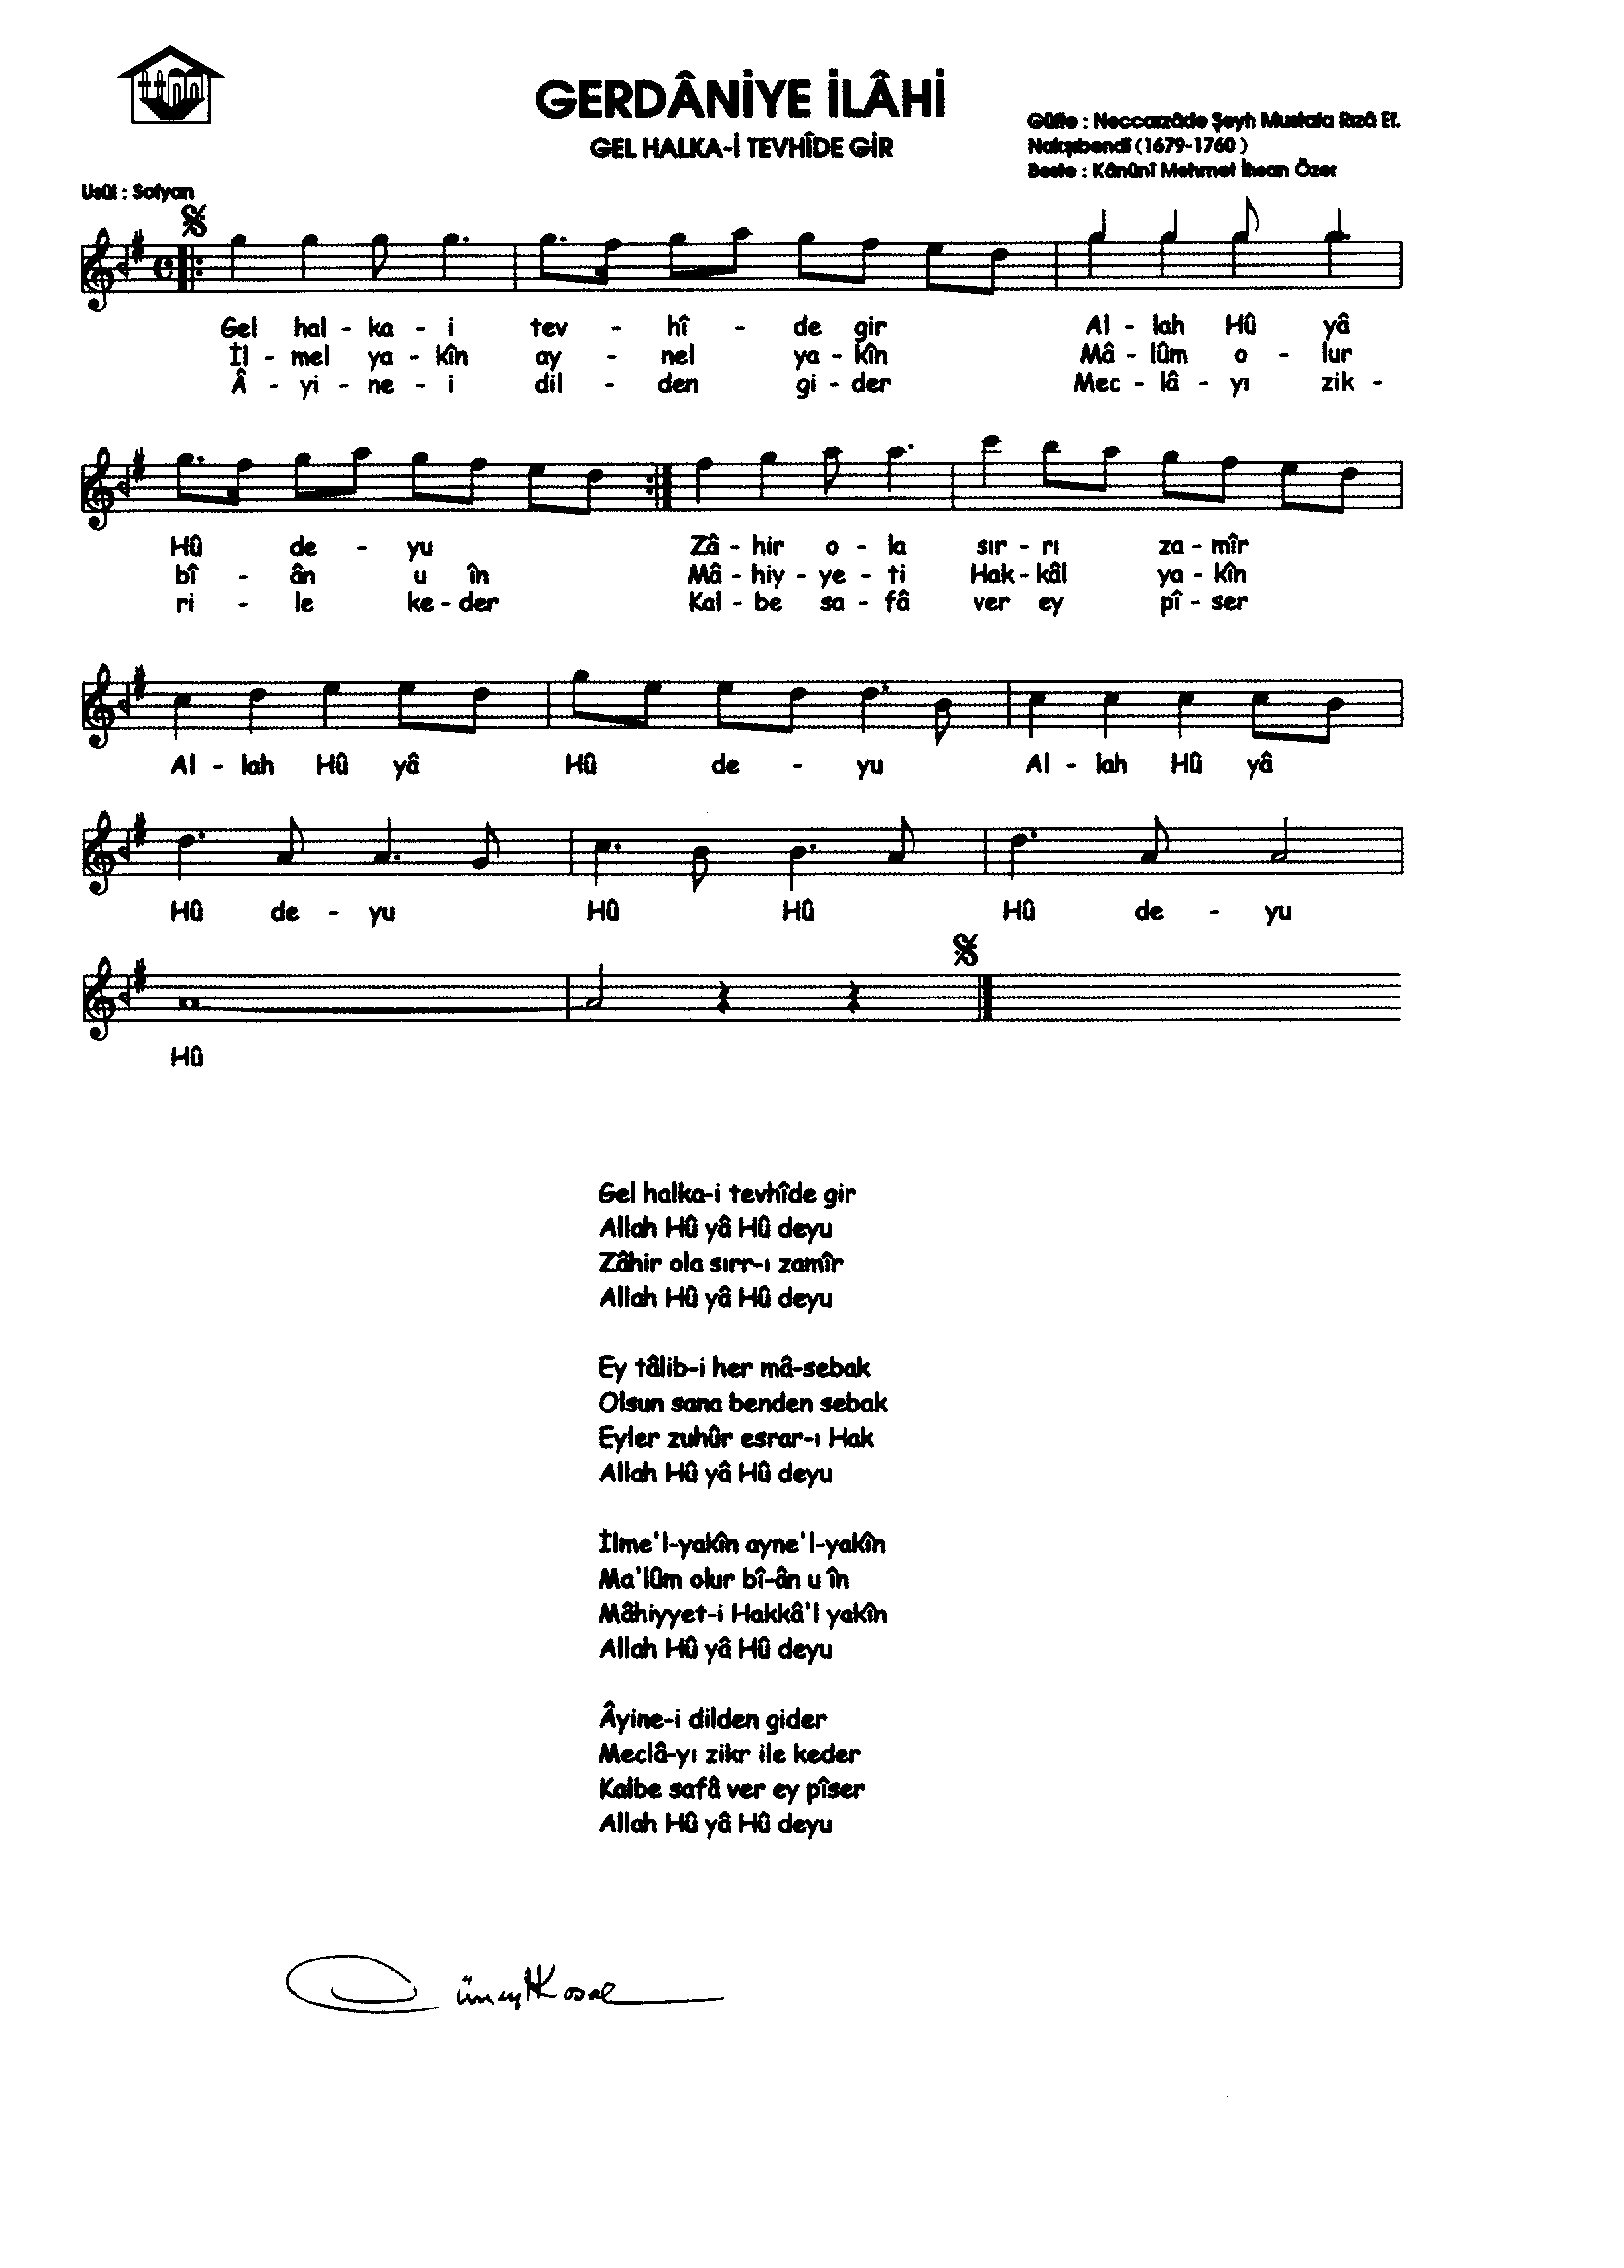 GERDÂNİYE İLÂHİ
GEL HALKA-İ TEVHÎDE GİR
Güfte : Neccarzâde Şeyh Mustafa Rızâ Ef.
Nakşıbendî (1679-1760 )
Beste : Kânûnî Mehmet İhsan Özer
Usûl : Sofyan
Gel hal - ka - i tev - hî - de gir Al - lah Hû yâ
İl - mel ya - kîn ay - nel ya - kîn Mâ - lûm o - lur
 - yi - ne - i dil - den gi - der Mec - lâ - yı zik -
Hû de - yu Zâ - hir o - la sır - rı za - mîr
bî - ân u în Mâ - hiy - ye - ti Hak - kâl ya - kîn
ri - le ke - der Kal - be sa - fâ ver ey pî - ser
Al - lah Hû yâ Hû de - yu Al - lah Hû yâ
Hû de - yu Hû Hû Hû de - yu
Hû
Gel halka-i tevhîde gir
Allah Hû yâ Hû deyu
Zâhir ola sırr-ı zamîr
Allah Hû yâ Hû deyu
Ey tâlib-i her mâ-sebak
Olsun sana benden sebak
Eyler zuhûr esrar-ı Hak
Allah Hû yâ Hû deyu
İlme'l-yakîn ayne'l-yakîn
Ma'lûm olur bî-ân u în
Mâhiyyet-i Hakkâ'l yakîn
Allah Hû yâ Hû deyu
Âyine-i dilden gider
Meclâ-yı zikr ile keder
Kalbe safâ ver ey pîser
Allah Hû yâ Hû deyu
Cüneyt Kosal